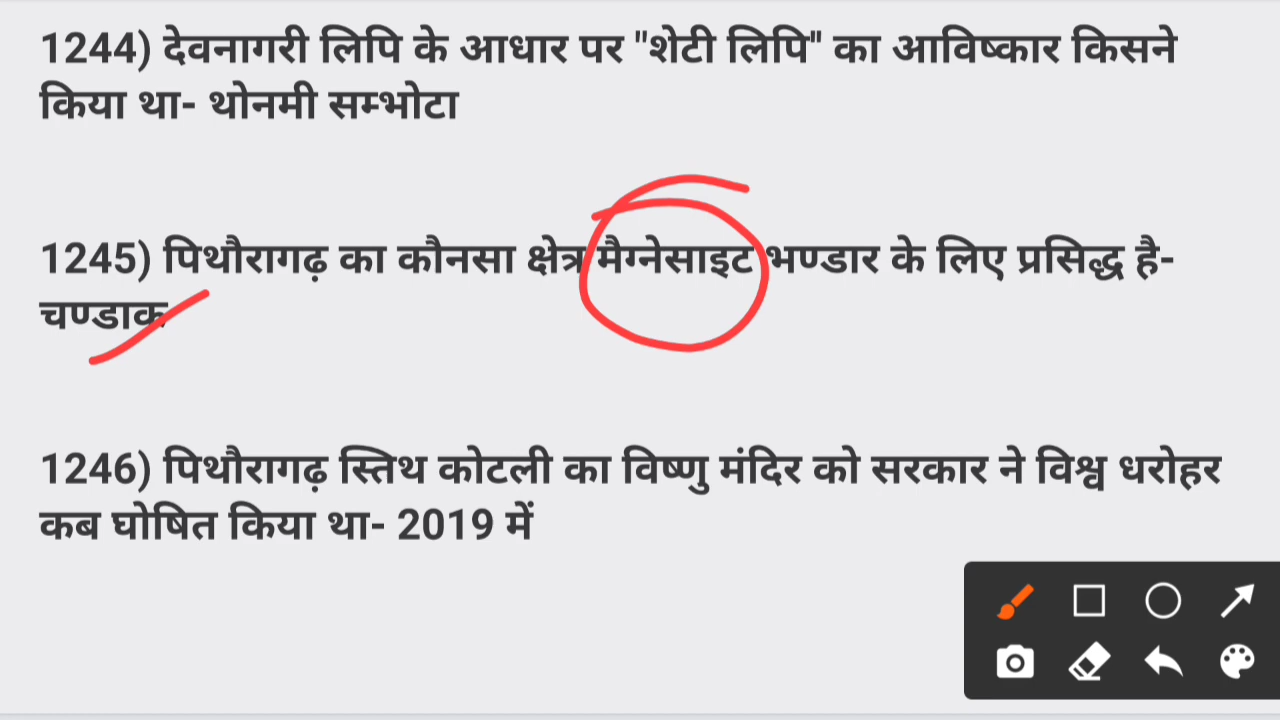 1244) देवनागरी लिपि के आधार पर "शेटी लिपि" का आविष्कार किसने
किया था- थोनमी सम्भोटा
1245) पिथौरागढ़ का कौनसा क्षेत्र मैग्नेसाइट भण्डार के लिए प्रसिद्ध है-
चण्डाक
1246) पिथौरागढ़ स्तिथ कोटली का विष्णु मंदिर को सरकार ने विश्व धरोहर
कब घोषित किया था- 2019 में